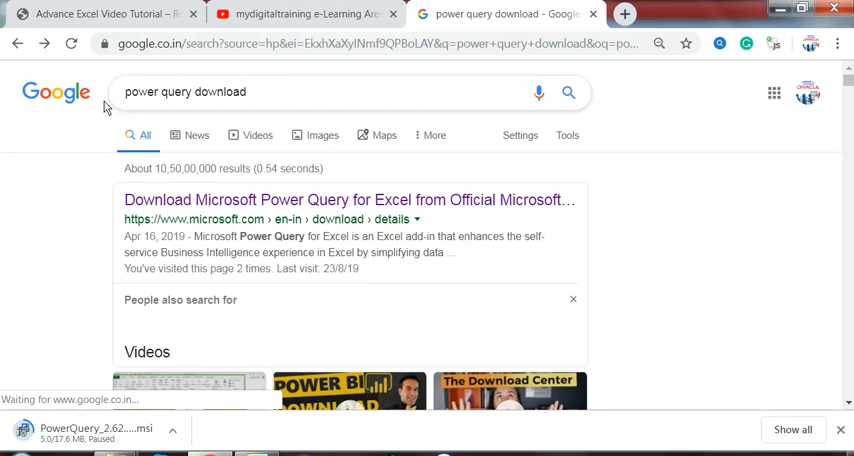 Advance Excel Video Tutorial – R
mydigitaltraining e-Learning Are
power query download - Google
google.co.in/search?source=hp&ei=EkxhXaXyINmf9QPBoLAY&q=power+query+download&oq=po...
Google
power query download
All News Videos Images Maps More Settings Tools
About 10,50,00,000 results (0.54 seconds)
Download Microsoft Power Query for Excel from Official Microsoft...
https://www.microsoft.com › en-in › download › details
Apr 16, 2019 - Microsoft Power Query for Excel is an Excel add-in that enhances the self-
service Business Intelligence experience in Excel by simplifying data ...
You've visited this page 2 times. Last visit: 23/8/19
People also search for
Videos
POWER BI
The Download Center
Waiting for www.google.co.in...
PowerQuery_2.62.....msi
5.0/17.6 MB, Paused
Show all